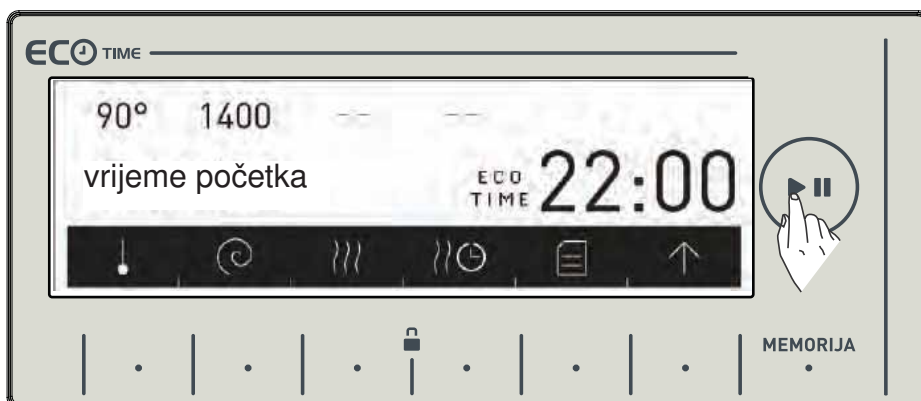 ECO TIME
90° 1400 -- --
vrijeme početka
ECO TIME 22:00
MEMORIJA